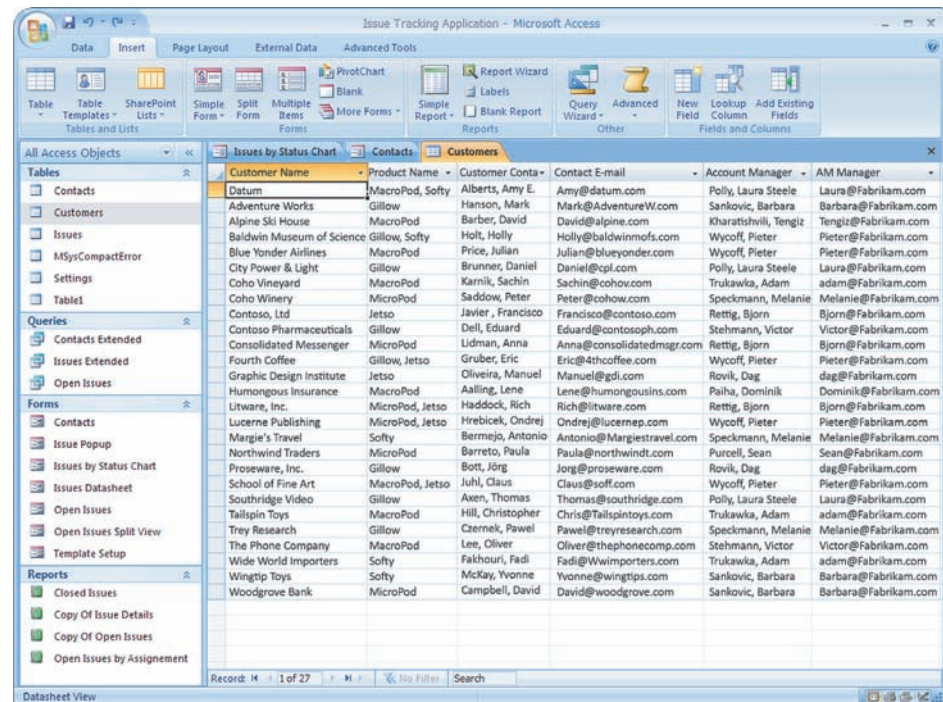 Issue Tracking Application - Microsoft Access
Data Insert Page Layout External Data Advanced Tools
Table
Table Templates
SharePoint Lists
Tables and Lists
Simple Form
Split Form
Multiple Items
PivotChart
Blank
More Forms
Forms
Simple Report
Report Wizard
Labels
Blank Report
Reports
Query Wizard
Advanced
Other
New Field
Lookup Column
Add Existing Fields
Fields and Columns
All Access Objects
Tables
Contacts
Customers
Issues
MSysCompactError
Settings
Table1
Queries
Contacts Extended
Issues Extended
Open Issues
Forms
Contacts
Issue Popup
Issues by Status Chart
Issues Datasheet
Open Issues
Open Issues Split View
Template Setup
Reports
Closed Issues
Copy Of Issue Details
Copy Of Open Issues
Open Issues by Assignement
Issues by Status Chart Contacts Customers
Customer Name Product Name Customer Conta Contact E-mail Account Manager AM Manager
Datum MacroPod, Softy Alberts, Amy E. Amy@datum.com Polly, Laura Steele Laura@Fabrikam.com
Adventure Works Gillow Hanson, Mark Mark@AdventureW.com Sankovic, Barbara Barbara@Fabrikam.com
Alpine Ski House MacroPod Barber, David David@alpine.com Kharatishvili, Tengiz Tengiz@Fabrikam.com
Baldwin Museum of Science Gillow, Softy Holt, Holly Holly@baldwinmofs.com Wycoff, Pieter Pieter@Fabrikam.com
Blue Yonder Airlines MacroPod Price, Julian Julian@blueyonder.com Wycoff, Pieter Pieter@Fabrikam.com
City Power & Light Gillow Brunner, Daniel Daniel@cpl.com Polly, Laura Steele Laura@Fabrikam.com
Coho Vineyard MacroPod Karnik, Sachin Sachin@cohov.com Trukawka, Adam adam@Fabrikam.com
Coho Winery MicroPod Saddow, Peter Peter@cohow.com Speckmann, Melanie Melanie@Fabrikam.com
Contoso, Ltd Jetso Javier , Francisco Francisco@contoso.com Rettig, Bjorn Bjorn@Fabrikam.com
Contoso Pharmaceuticals Gillow Dell, Eduard Eduard@contosoph.com Stehmann, Victor Victor@Fabrikam.com
Consolidated Messenger MicroPod Lidman, Anna Anna@consolidatedmsgr.com Rettig, Bjorn Bjorn@Fabrikam.com
Fourth Coffee Gillow, Jetso Gruber, Eric Eric@4thcoffee.com Wycoff, Pieter Pieter@Fabrikam.com
Graphic Design Institute Jetso Oliveira, Manuel Manuel@gdi.com Rovik, Dag dag@Fabrikam.com
Humongous Insurance MacroPod Aalling, Lene Lene@humongousins.com Paiha, Dominik Dominik@Fabrikam.com
Litware, Inc. MicroPod, Jetso Haddock, Rich Rich@litware.com Rettig, Bjorn Bjorn@Fabrikam.com
Lucerne Publishing MicroPod, Jetso Hrebicek, Ondrej Ondrej@lucernep.com Wycoff, Pieter Pieter@Fabrikam.com
Margie's Travel Softy Bermejo, Antonio Antonio@Margiestravel.com Speckmann, Melanie Melanie@Fabrikam.com
Northwind Traders MicroPod Barreto, Paula Paula@northwindt.com Purcell, Sean Sean@Fabrikam.com
Proseware, Inc. Gillow Bott, Jörg Jorg@proseware.com Rovik, Dag dag@Fabrikam.com
School of Fine Art MacroPod, Jetso Juhl, Claus Claus@soff.com Wycoff, Pieter Pieter@Fabrikam.com
Southridge Video Gillow Axen, Thomas Thomas@southridge.com Polly, Laura Steele Laura@Fabrikam.com
Tailspin Toys MacroPod Hill, Christopher Chris@Tailspintoys.com Trukawka, Adam adam@Fabrikam.com
Trey Research Gillow Czernek, Pawel Pawel@treyresearch.com Speckmann, Melanie Melanie@Fabrikam.com
The Phone Company MacroPod Lee, Oliver Oliver@thephonecomp.com Stehmann, Victor Victor@Fabrikam.com
Wide World Importers Softy Fakhouri, Fadi Fadi@Wwimporters.com Trukawka, Adam adam@Fabrikam.com
Wingtip Toys Softy McKay, Yvonne Yvonne@wingtips.com Sankovic, Barbara Barbara@Fabrikam.com
Woodgrove Bank MicroPod Campbell, David David@woodgrove.com Sankovic, Barbara Barbara@Fabrikam.com
Record: 1 of 27 No Filter Search
Datasheet View